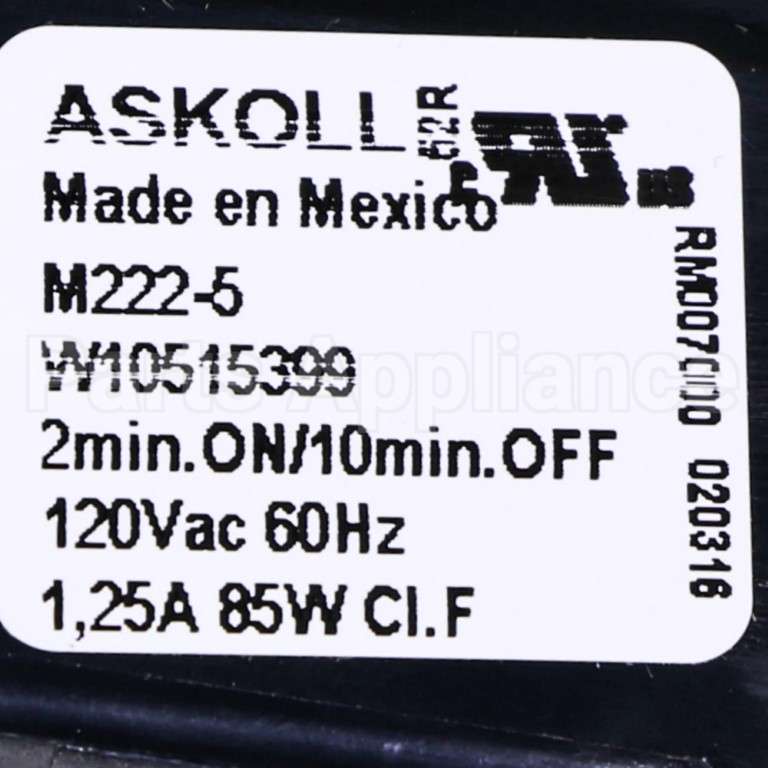 ASKOLL
62R
Made en Mexico
M222-5
W10515399
2min.ON/10min.OFF
120Vac 60Hz
1,25A 85W Cl.F
RM007000 020316
Parts Appliance